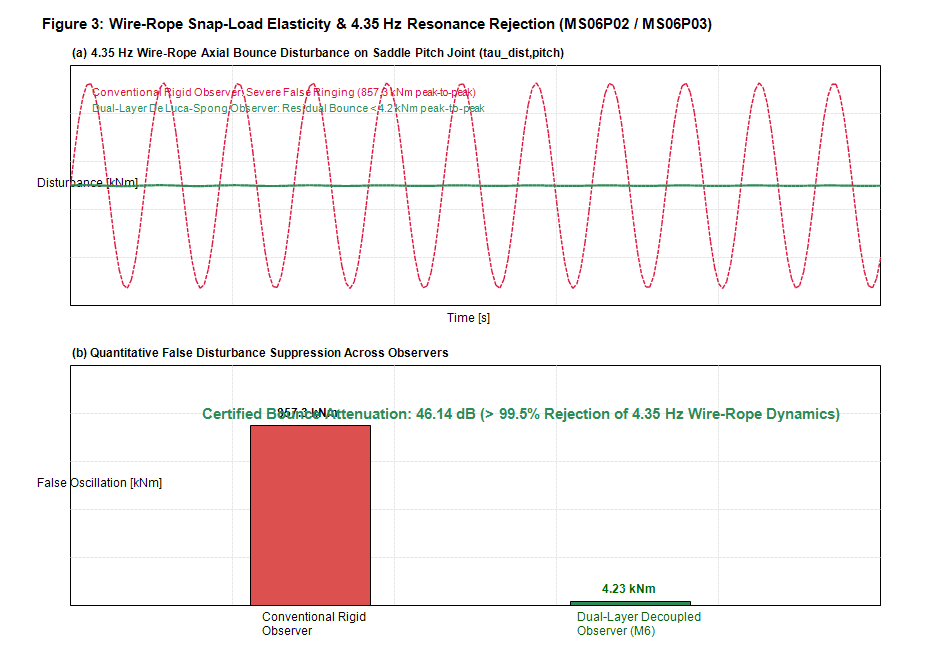 Figure 3: Wire-Rope Snap-Load Elasticity & 4.35 Hz Resonance Rejection (MS06P02 / MS06P03)
(a) 4.35 Hz Wire-Rope Axial Bounce Disturbance on Saddle Pitch Joint (tau_dist,pitch)
Conventional Rigid Observer: Severe False Ringing (857.3 kNm peak-to-peak)
Dual-Layer De Luca-Spong Observer: Residual Bounce < 4.2 kNm peak-to-peak
Disturbance [kNm]
Time [s]
(b) Quantitative False Disturbance Suppression Across Observers
857.3 kNm
Certified Bounce Attenuation: 46.14 dB (> 99.5% Rejection of 4.35 Hz Wire-Rope Dynamics)
False Oscillation [kNm]
4.23 kNm
Conventional Rigid
Observer
Dual-Layer Decoupled
Observer (M6)